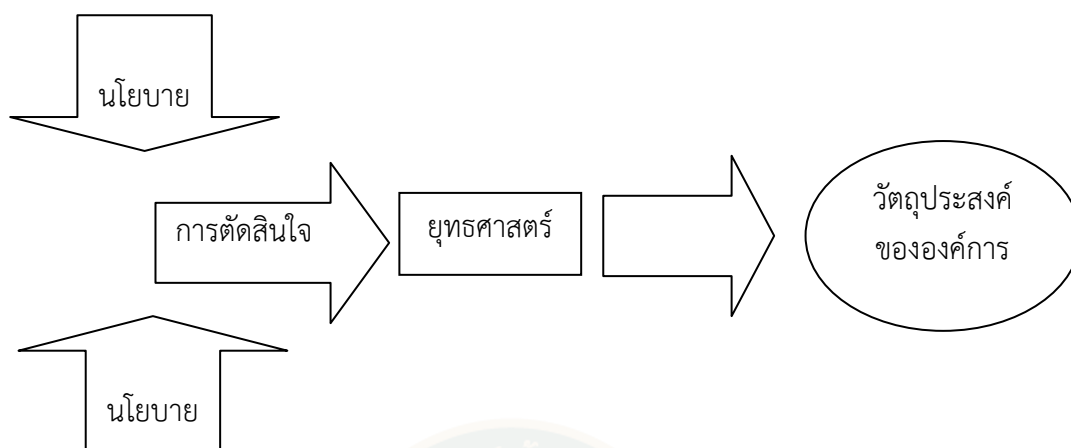 นโยบาย
การตัดสินใจ
ยุทธศาสตร์
วัตถุประสงค์
ขององค์การ
นโยบาย